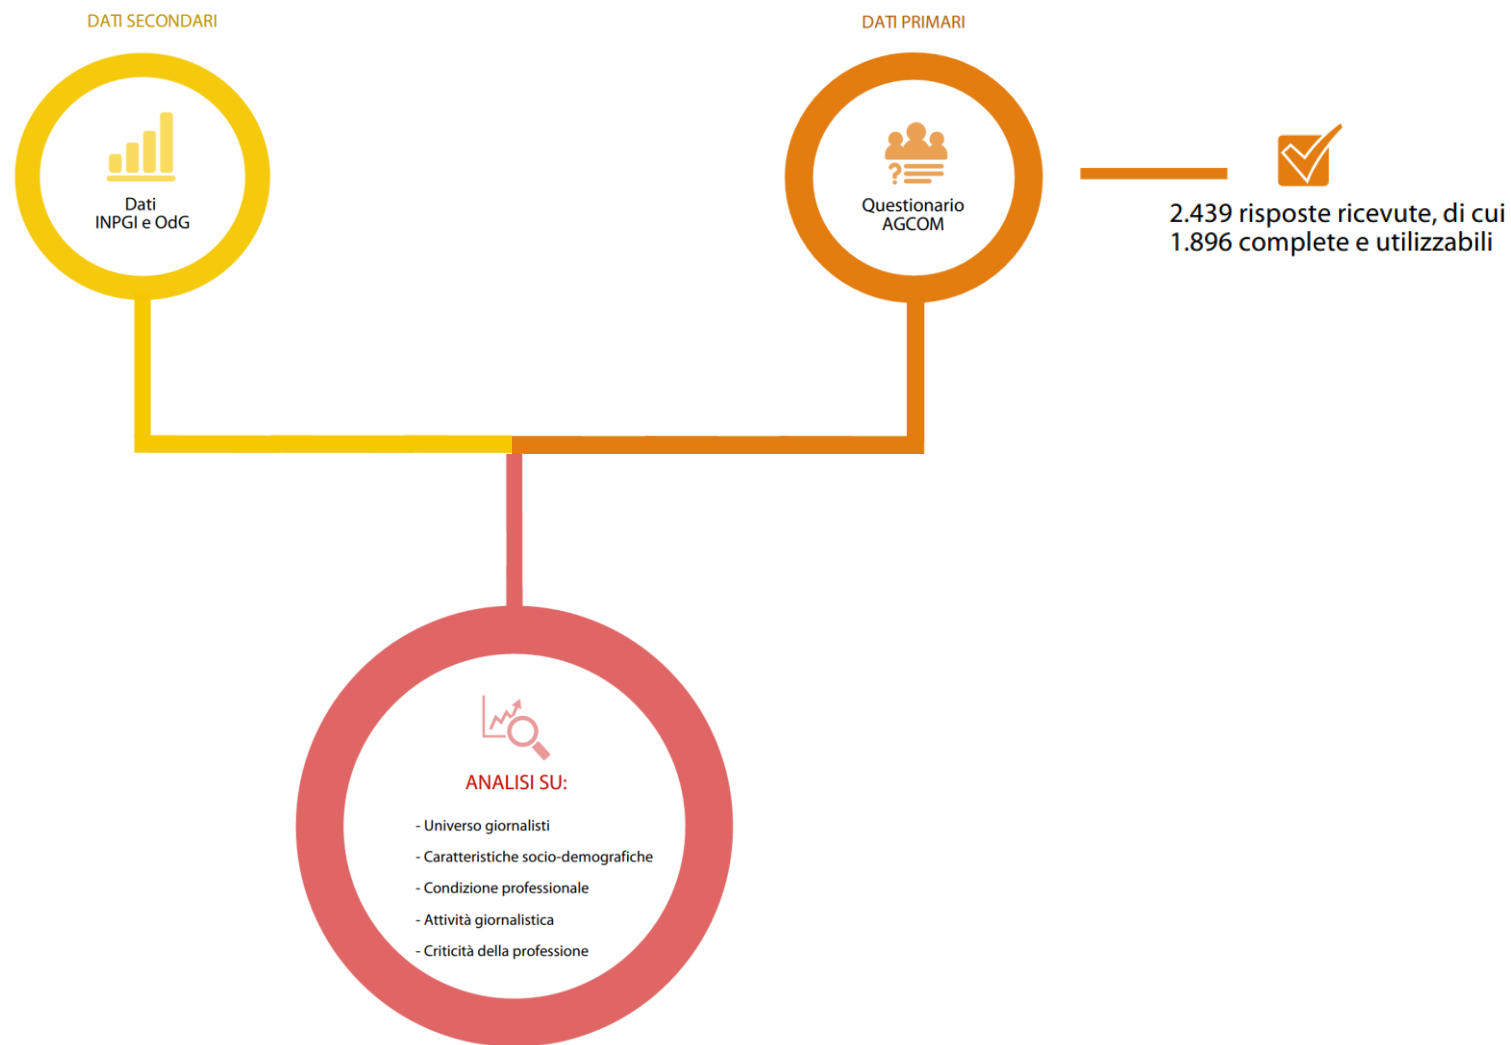 DATI SECONDARI
Dati
INPGI e OdG
DATI PRIMARI
Questionario
AGCOM
2.439 risposte ricevute, di cui
1.896 complete e utilizzabili
ANALISI SU:
- Universo giornalisti
- Caratteristiche socio-demografiche
- Condizione professionale
- Attività giornalistica
- Criticità della professione